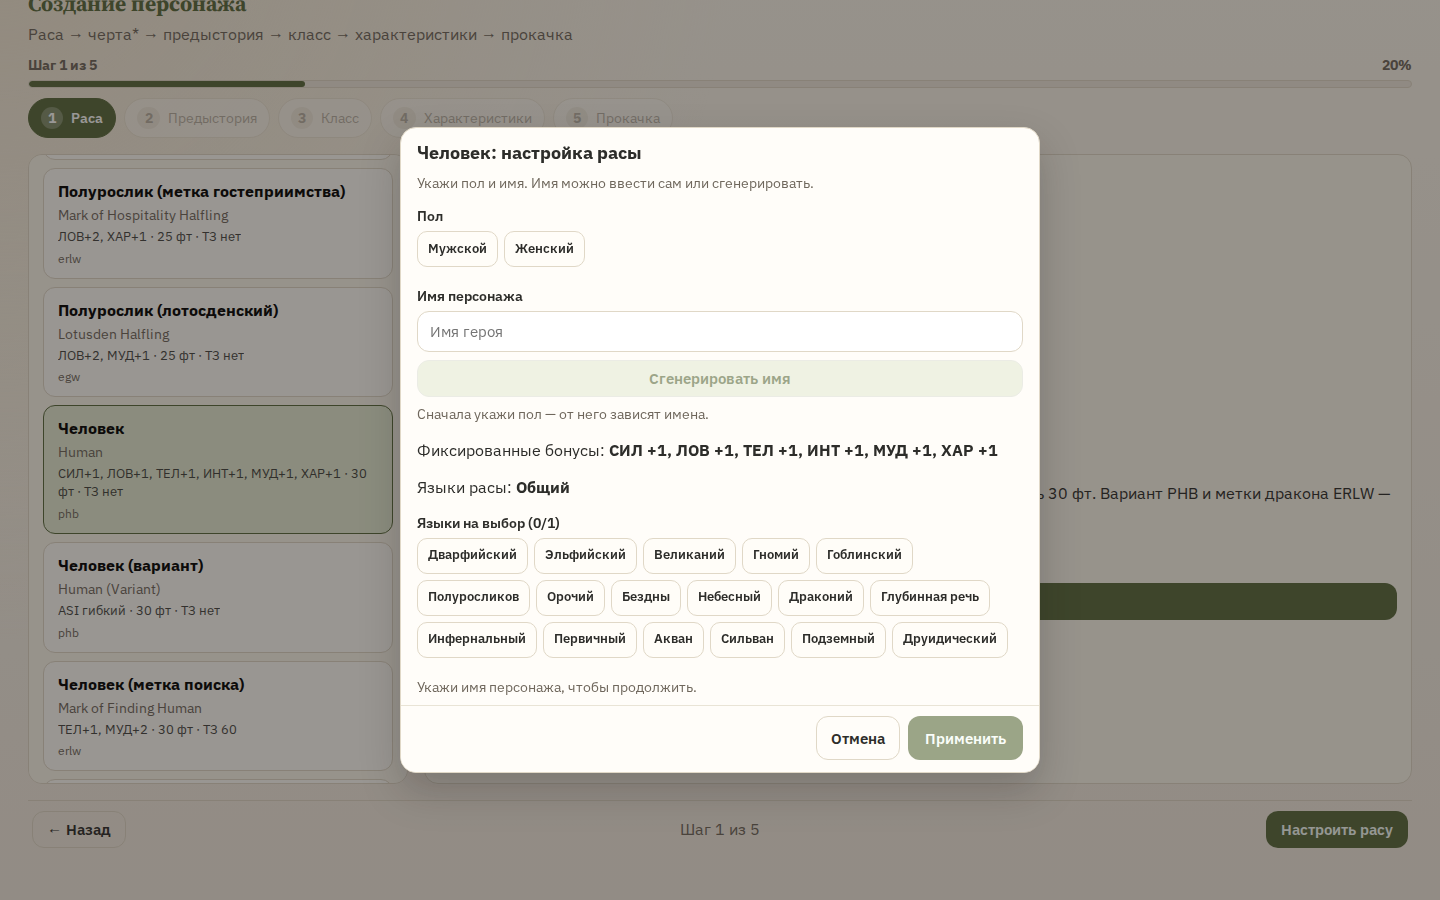 Создание персонажа
Раса → черта* → предыстория → класс → характеристики → прокачка
Шаг 1 из 5
20%
1 Раса
2 Предыстория
3 Класс
4 Характеристики
5 Прокачка
Полурослик (метка гостеприимства)
Mark of Hospitality Halfling
ЛОВ+2, ХАР+1 · 25 фт · ТЗ нет
erlw
Полурослик (лотосденский)
Lotusden Halfling
ЛОВ+2, МУД+1 · 25 фт · ТЗ нет
egw
Человек
Human
СИЛ+1, ЛОВ+1, ТЕЛ+1, ИНТ+1, МУД+1, ХАР+1 · 30
фт · ТЗ нет
phb
Человек (вариант)
Human (Variant)
ASI гибкий · 30 фт · ТЗ нет
phb
Человек (метка поиска)
Mark of Finding Human
ТЕЛ+1, МУД+2 · 30 фт · ТЗ 60
erlw
Человек: настройка расы
Укажи пол и имя. Имя можно ввести сам или сгенерировать.
Пол
Мужской
Женский
Имя персонажа
Имя героя
Сгенерировать имя
Сначала укажи пол — от него зависят имена.
Фиксированные бонусы: СИЛ +1, ЛОВ +1, ТЕЛ +1, ИНТ +1, МУД +1, ХАР +1
Языки расы: Общий
Языки на выбор (0/1)
Дварфийский Эльфийский Великаний Гномий Гоблинский
Полуросликов Орочий Бездны Небесный Драконий Глубинная речь
Инфернальный Первичный Акван Сильван Подземный Друидический
Укажи имя персонажа, чтобы продолжить.
Отмена
Применить
30 фт. Вариант PHB и метки дракона ERLW —
← Назад
Шаг 1 из 5
Настроить расу